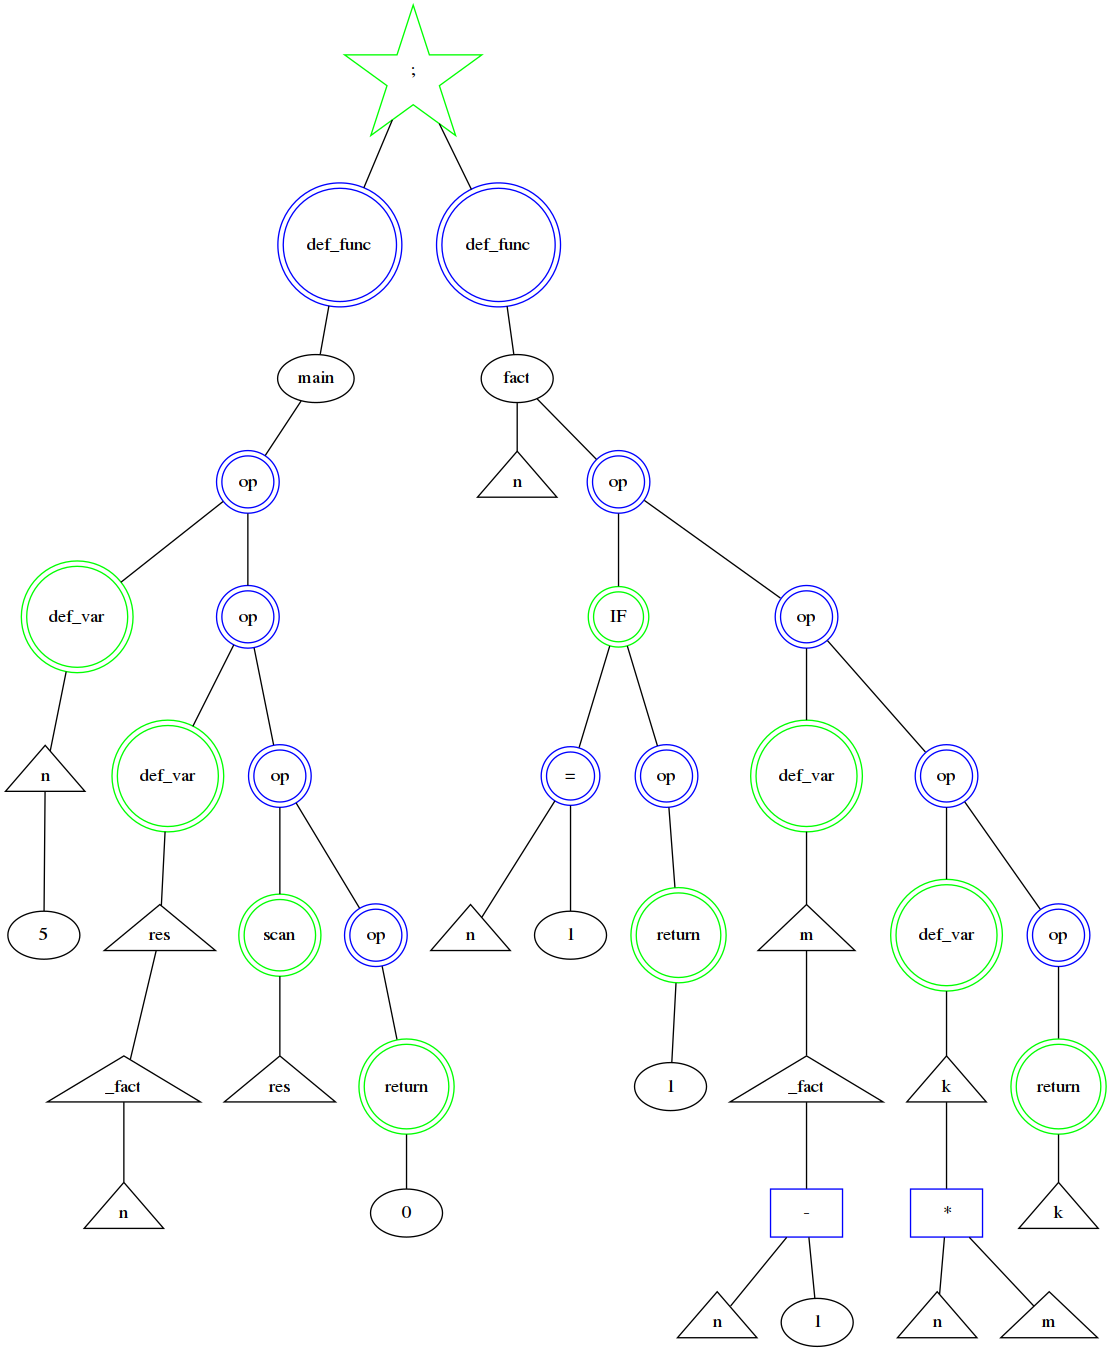 ;
def_func def_func
main fact
op n op
def_var op IF op
n def_var op = op def_var op
5 res scan op n 1 return m def_var op
_fact res return 1 _fact k return
n 0 - * k
n 1 n m